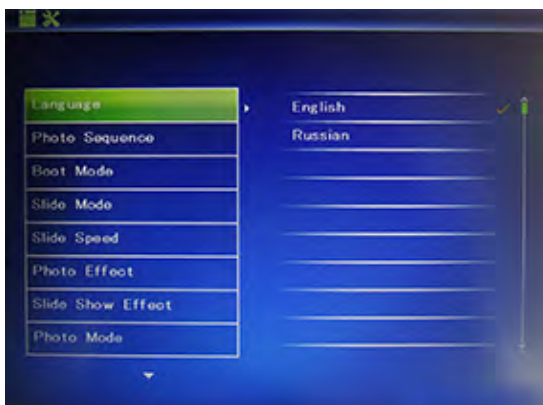 Language
Photo Sequence
Boot Mode
Slide Mode
Slide Speed
Photo Effect
Slide Show Effect
Photo Mode
English
Russian